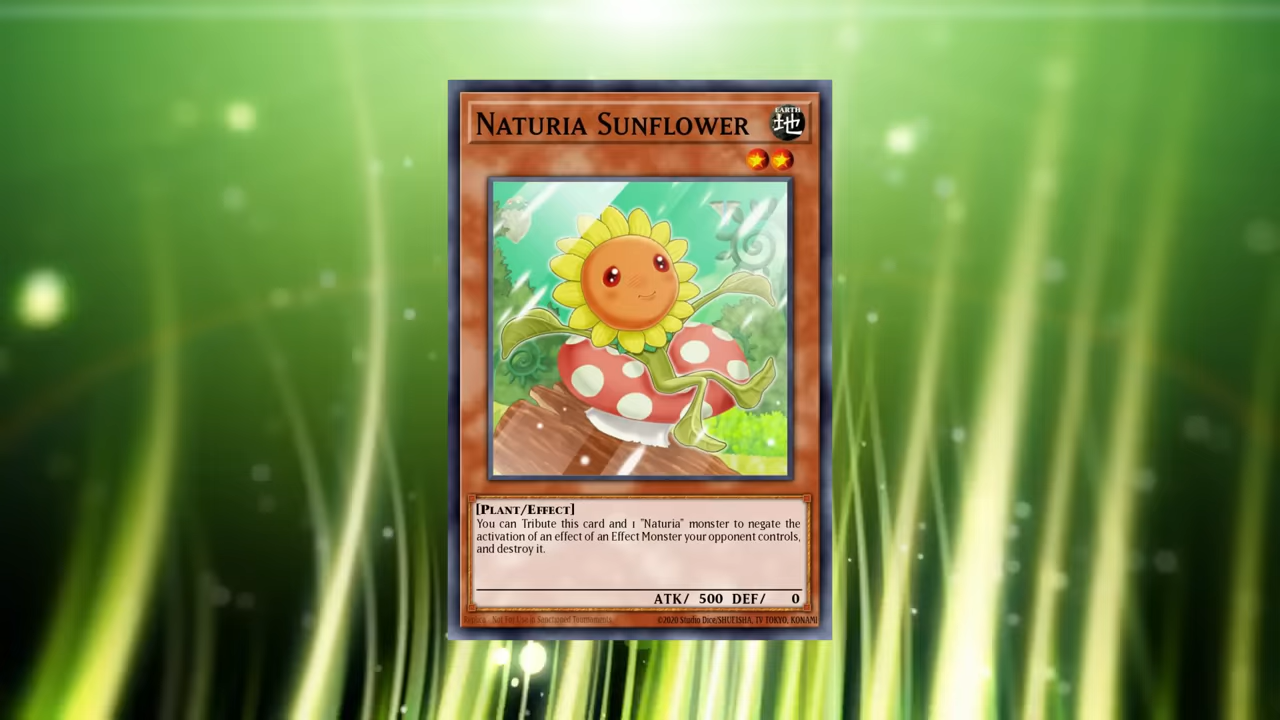 NATURIA SUNFLOWER
EARTH
地
[PLANT/EFFECT]
You can Tribute this card and 1 "Naturia" monster to negate the
activation of an effect of an Effect Monster your opponent controls,
and destroy it.
ATK/ 500 DEF/ 0
Replica - Not For Use in Sanctioned Tournaments
©2020 Studio Dice/SHUEISHA, TV TOKYO, KONAMI